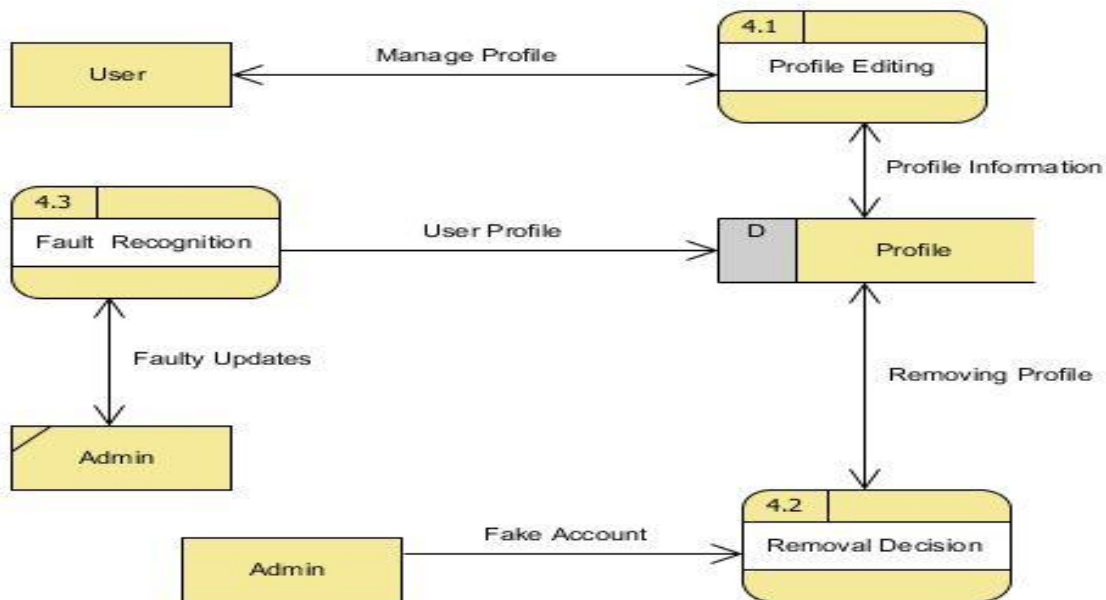 4.1
User
Manage Profile
Profile Editing
Profile Information
4.3
Fault Recognition
User Profile
D
Profile
Faulty Updates
Removing Profile
Admin
4.2
Fake Account
Removal Decision
Admin